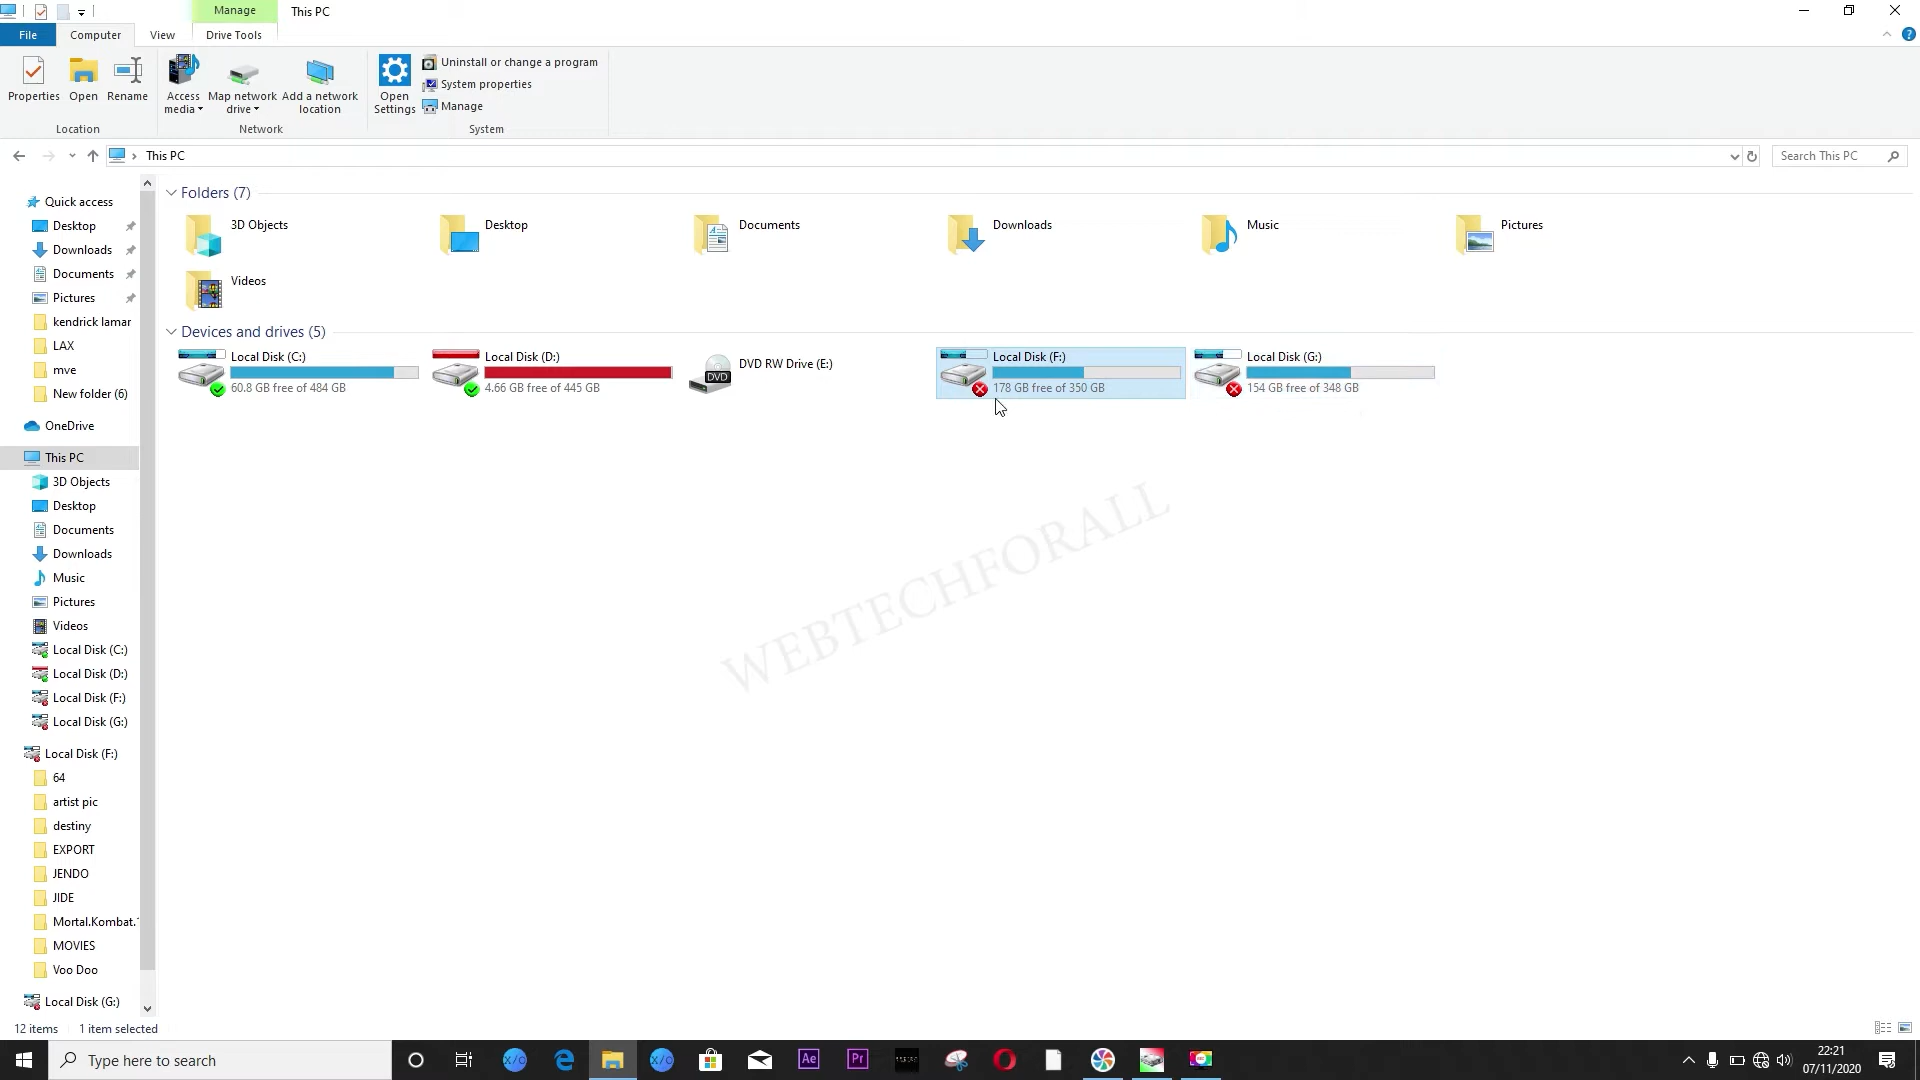 Manage
This PC
File
Computer
View
Drive Tools
Properties
Open
Rename
Access media
Map network drive
Add a network location
Open Settings
Uninstall or change a program
System properties
Manage
Location
Network
System
This PC
Search This PC
Quick access
Desktop
Downloads
Documents
Pictures
kendrick lamar
LAX
mve
New folder (6)
OneDrive
This PC
3D Objects
Desktop
Documents
Downloads
Music
Pictures
Videos
Local Disk (C:)
Local Disk (D:)
Local Disk (F:)
Local Disk (G:)
Local Disk (F:)
64
artist pic
destiny
EXPORT
JENDO
JIDE
Mortal.Kombat.
MOVIES
Voo Doo
Local Disk (G:)
Folders (7)
3D Objects
Desktop
Documents
Downloads
Music
Pictures
Videos
Devices and drives (5)
Local Disk (C:)
60.8 GB free of 484 GB
Local Disk (D:)
4.66 GB free of 445 GB
DVD
DVD RW Drive (E:)
Local Disk (F:)
178 GB free of 350 GB
Local Disk (G:)
154 GB free of 348 GB
WEBTECHFORALL
12 items
1 item selected
Type here to search
X/O
X/O
Ae
Pr
22:21
07/11/2020